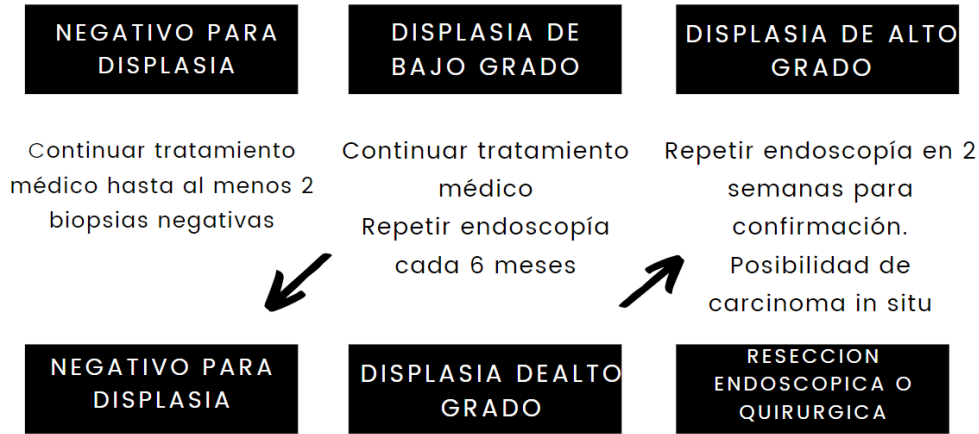 NEGATIVO PARA
DISPLASIA
DISPLASIA DE
BAJO GRADO
DISPLASIA DE ALTO
GRADO
Continuar tratamiento
médico hasta al menos 2
biopsias negativas
Continuar tratamiento
médico
Repetir endoscopía
cada 6 meses
Repetir endoscopía en 2
semanas para
confirmación.
Posibilidad de
carcinoma in situ
NEGATIVO PARA
DISPLASIA
DISPLASIA DEALTO
GRADO
RESECCION
ENDOSCOPICA O
QUIRURGICA